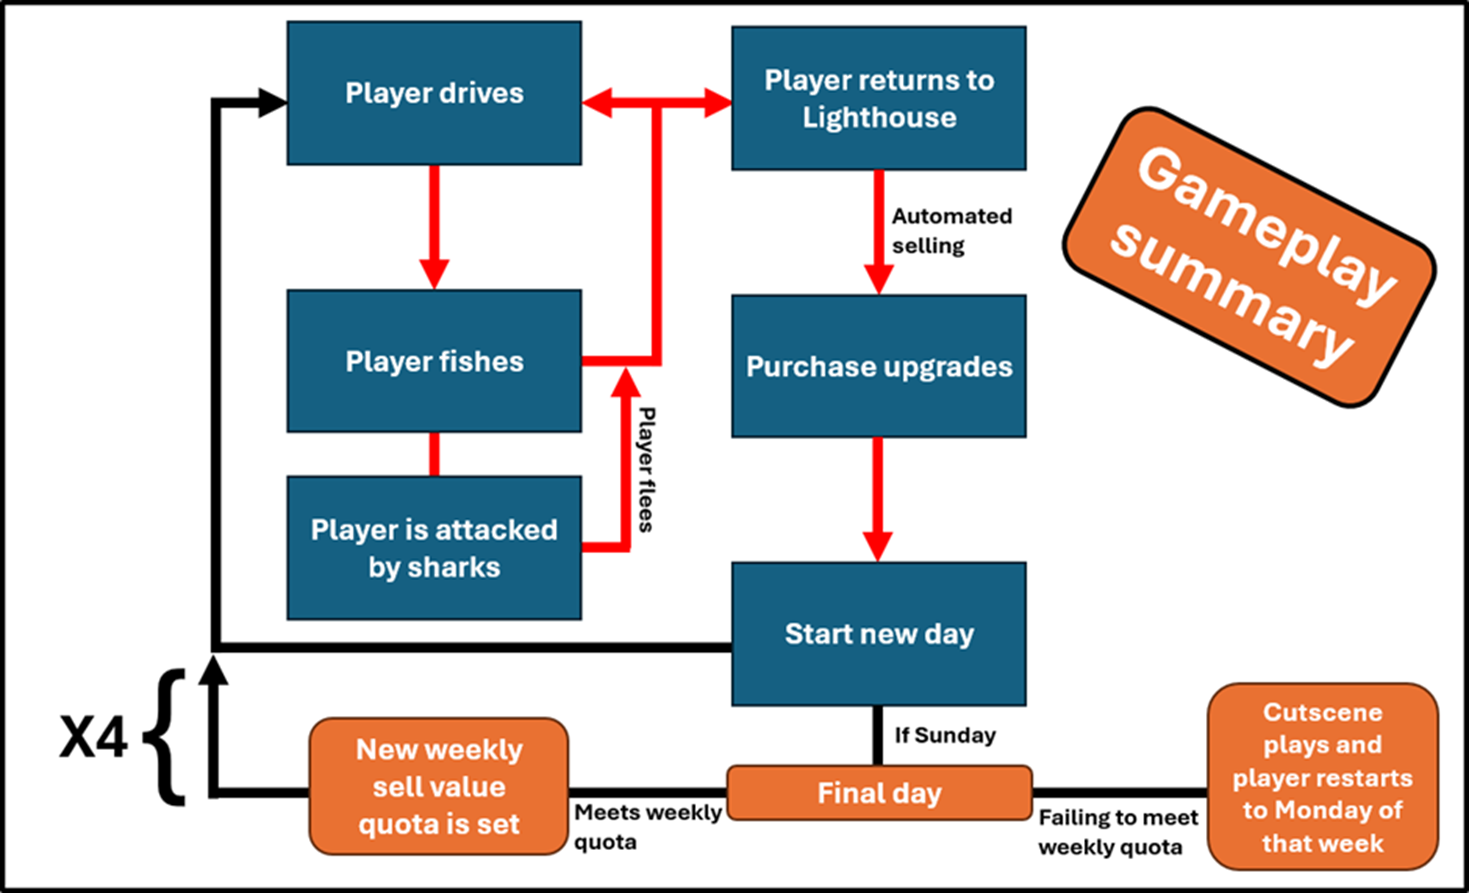 Player drives
Player returns to
Lighthouse
Gameplay
summary
Automated
selling
Player fishes
Purchase upgrades
Player flees
Player is attacked
by sharks
Start new day
X4
{
If Sunday
New weekly
sell value
quota is set
Meets weekly
quota
Final day
Failing to meet
weekly quota
Cutscene
plays and
player restarts
to Monday of
that week